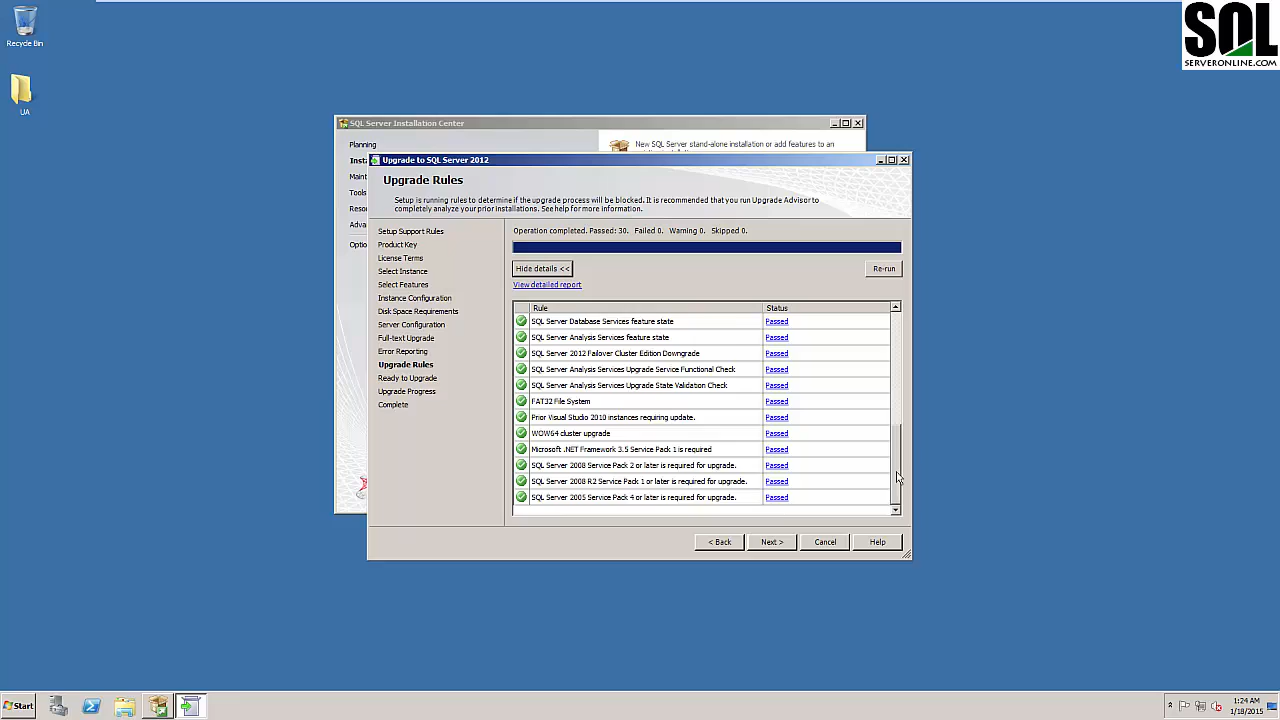 Recycle Bin
UA
SQL
SERVERONLINE.COM
SQL Server Installation Center
Planning
New SQL Server stand-alone installation or add features to an
Insta
Maint
Tools
Resou
Adva
Optio
Upgrade to SQL Server 2012
Upgrade Rules
Setup is running rules to determine if the upgrade process will be blocked. It is recommended that you run Upgrade Advisor to
completely analyze your prior installations. See help for more information.
Setup Support Rules
Product Key
License Terms
Select Instance
Select Features
Instance Configuration
Disk Space Requirements
Server Configuration
Full-text Upgrade
Error Reporting
Upgrade Rules
Ready to Upgrade
Upgrade Progress
Complete
Operation completed. Passed: 30. Failed 0. Warning 0. Skipped 0.
Hide details <<
Re-run
View detailed report
Rule Status
SQL Server Database Services feature state Passed
SQL Server Analysis Services feature state Passed
SQL Server 2012 Failover Cluster Edition Downgrade Passed
SQL Server Analysis Services Upgrade Service Functional Check Passed
SQL Server Analysis Services Upgrade State Validation Check Passed
FAT32 File System Passed
Prior Visual Studio 2010 instances requiring update. Passed
WOW64 cluster upgrade Passed
Microsoft .NET Framework 3.5 Service Pack 1 is required Passed
SQL Server 2008 Service Pack 2 or later is required for upgrade. Passed
SQL Server 2008 R2 Service Pack 1 or later is required for upgrade. Passed
SQL Server 2005 Service Pack 4 or later is required for upgrade. Passed
< Back Next > Cancel Help
Start
1:24 AM
1/18/2015